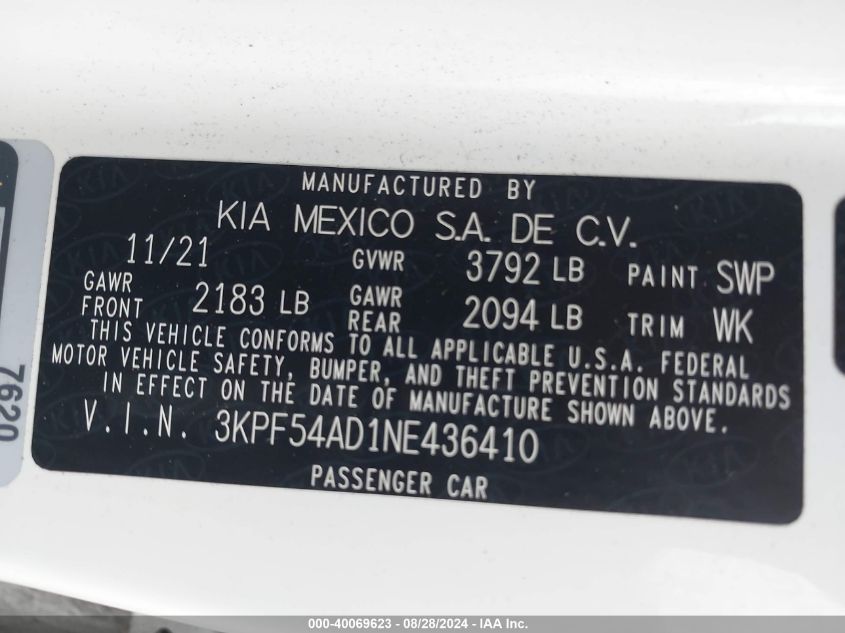 MANUFACTURED BY
KIA MEXICO S.A. DE C.V.
11/21 GVWR 3792 LB PAINT SWP
GAWR FRONT 2183 LB GAWR REAR 2094 LB TRIM WK
THIS VEHICLE CONFORMS TO ALL APPLICABLE U.S.A. FEDERAL
MOTOR VEHICLE SAFETY, BUMPER, AND THEFT PREVENTION STANDARDS
IN EFFECT ON THE DATE OF MANUFACTURE SHOWN ABOVE.
V.I.N. 3KPF54AD1NE436410
PASSENGER CAR
7620
000-40069623 - 08/28/2024 - IAA Inc.